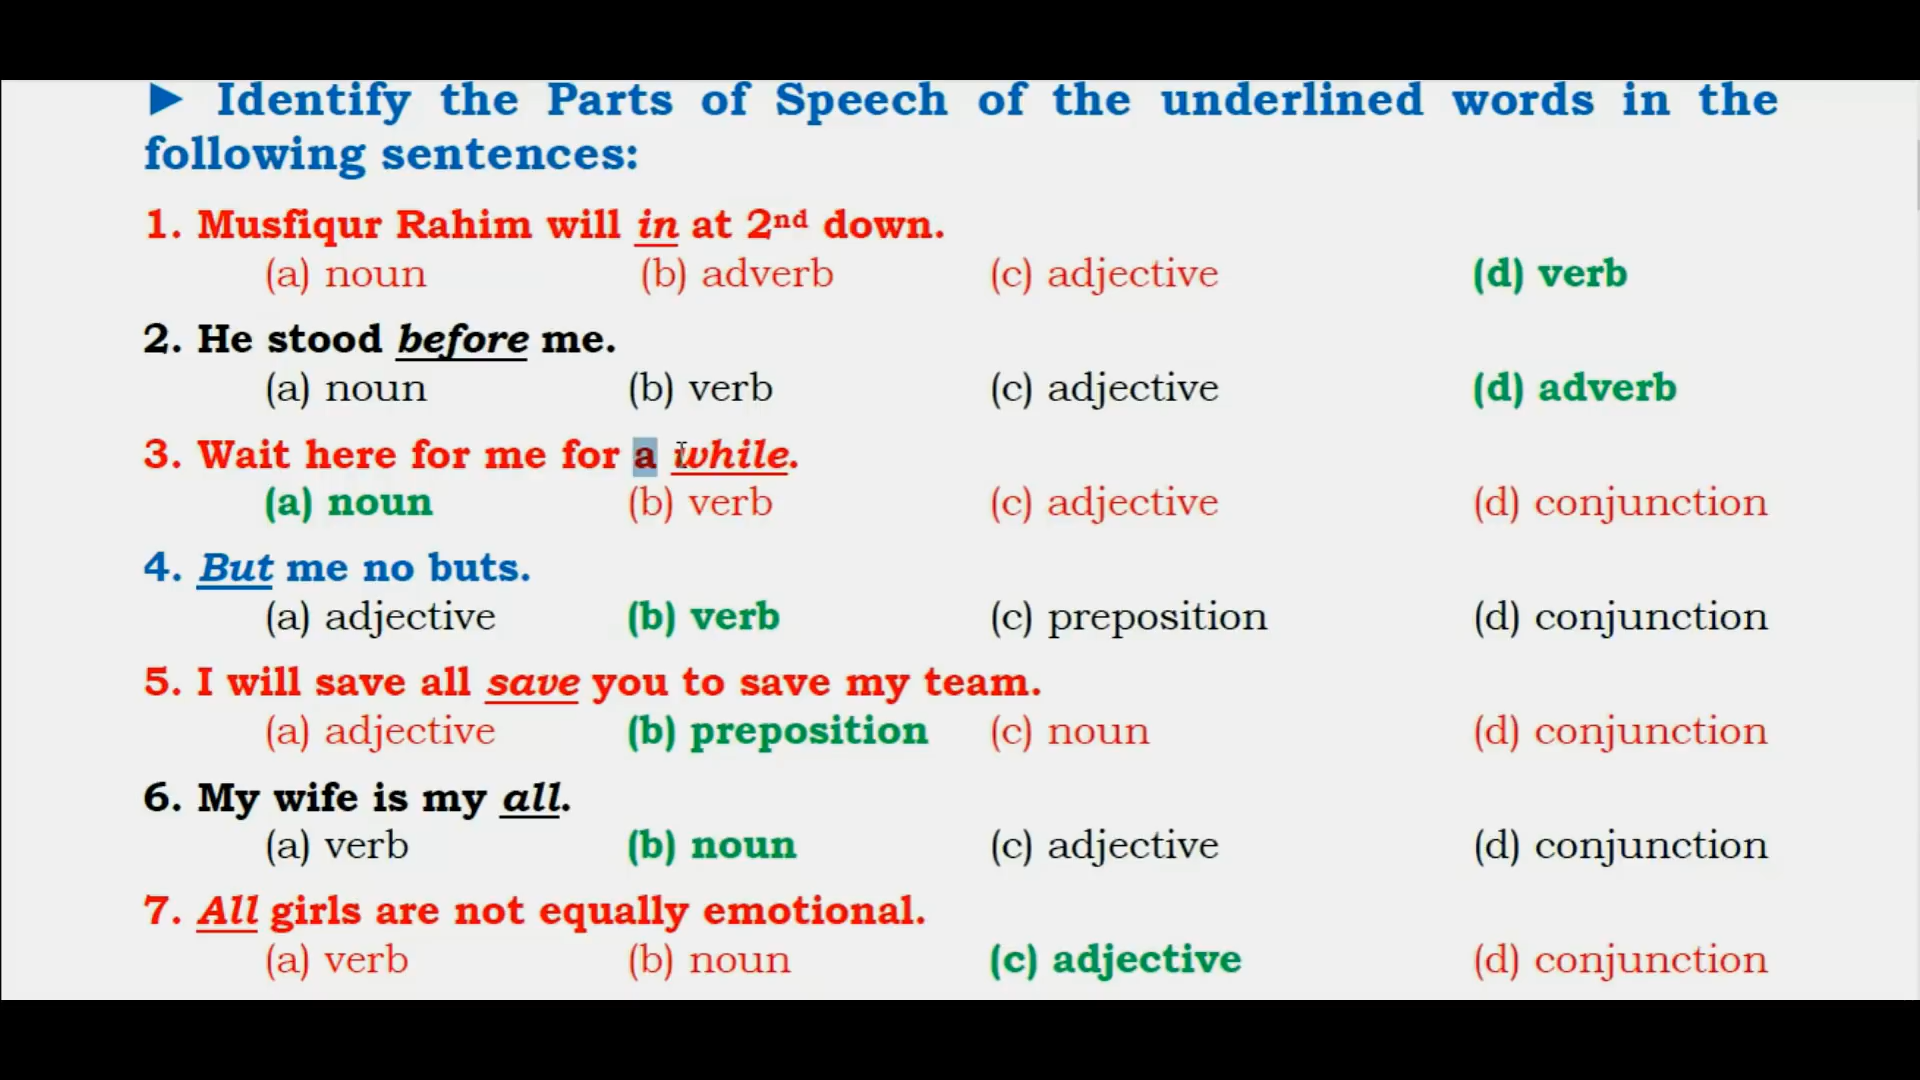 ► Identify the Parts of Speech of the underlined words in the
following sentences:
1. Musfiqur Rahim will in at 2nd down.
(a) noun (b) adverb (c) adjective (d) verb
2. He stood before me.
(a) noun (b) verb (c) adjective (d) adverb
3. Wait here for me for a while.
(a) noun (b) verb (c) adjective (d) conjunction
4. But me no buts.
(a) adjective (b) verb (c) preposition (d) conjunction
5. I will save all save you to save my team.
(a) adjective (b) preposition (c) noun (d) conjunction
6. My wife is my all.
(a) verb (b) noun (c) adjective (d) conjunction
7. All girls are not equally emotional.
(a) verb (b) noun (c) adjective (d) conjunction